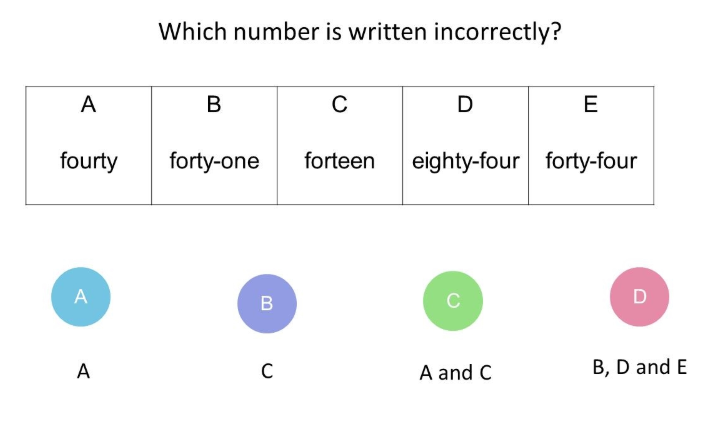 Which number is written incorrectly?
A B C D E
fourty forty-one forteen eighty-four forty-four
A B C D
A C A and C B, D and E